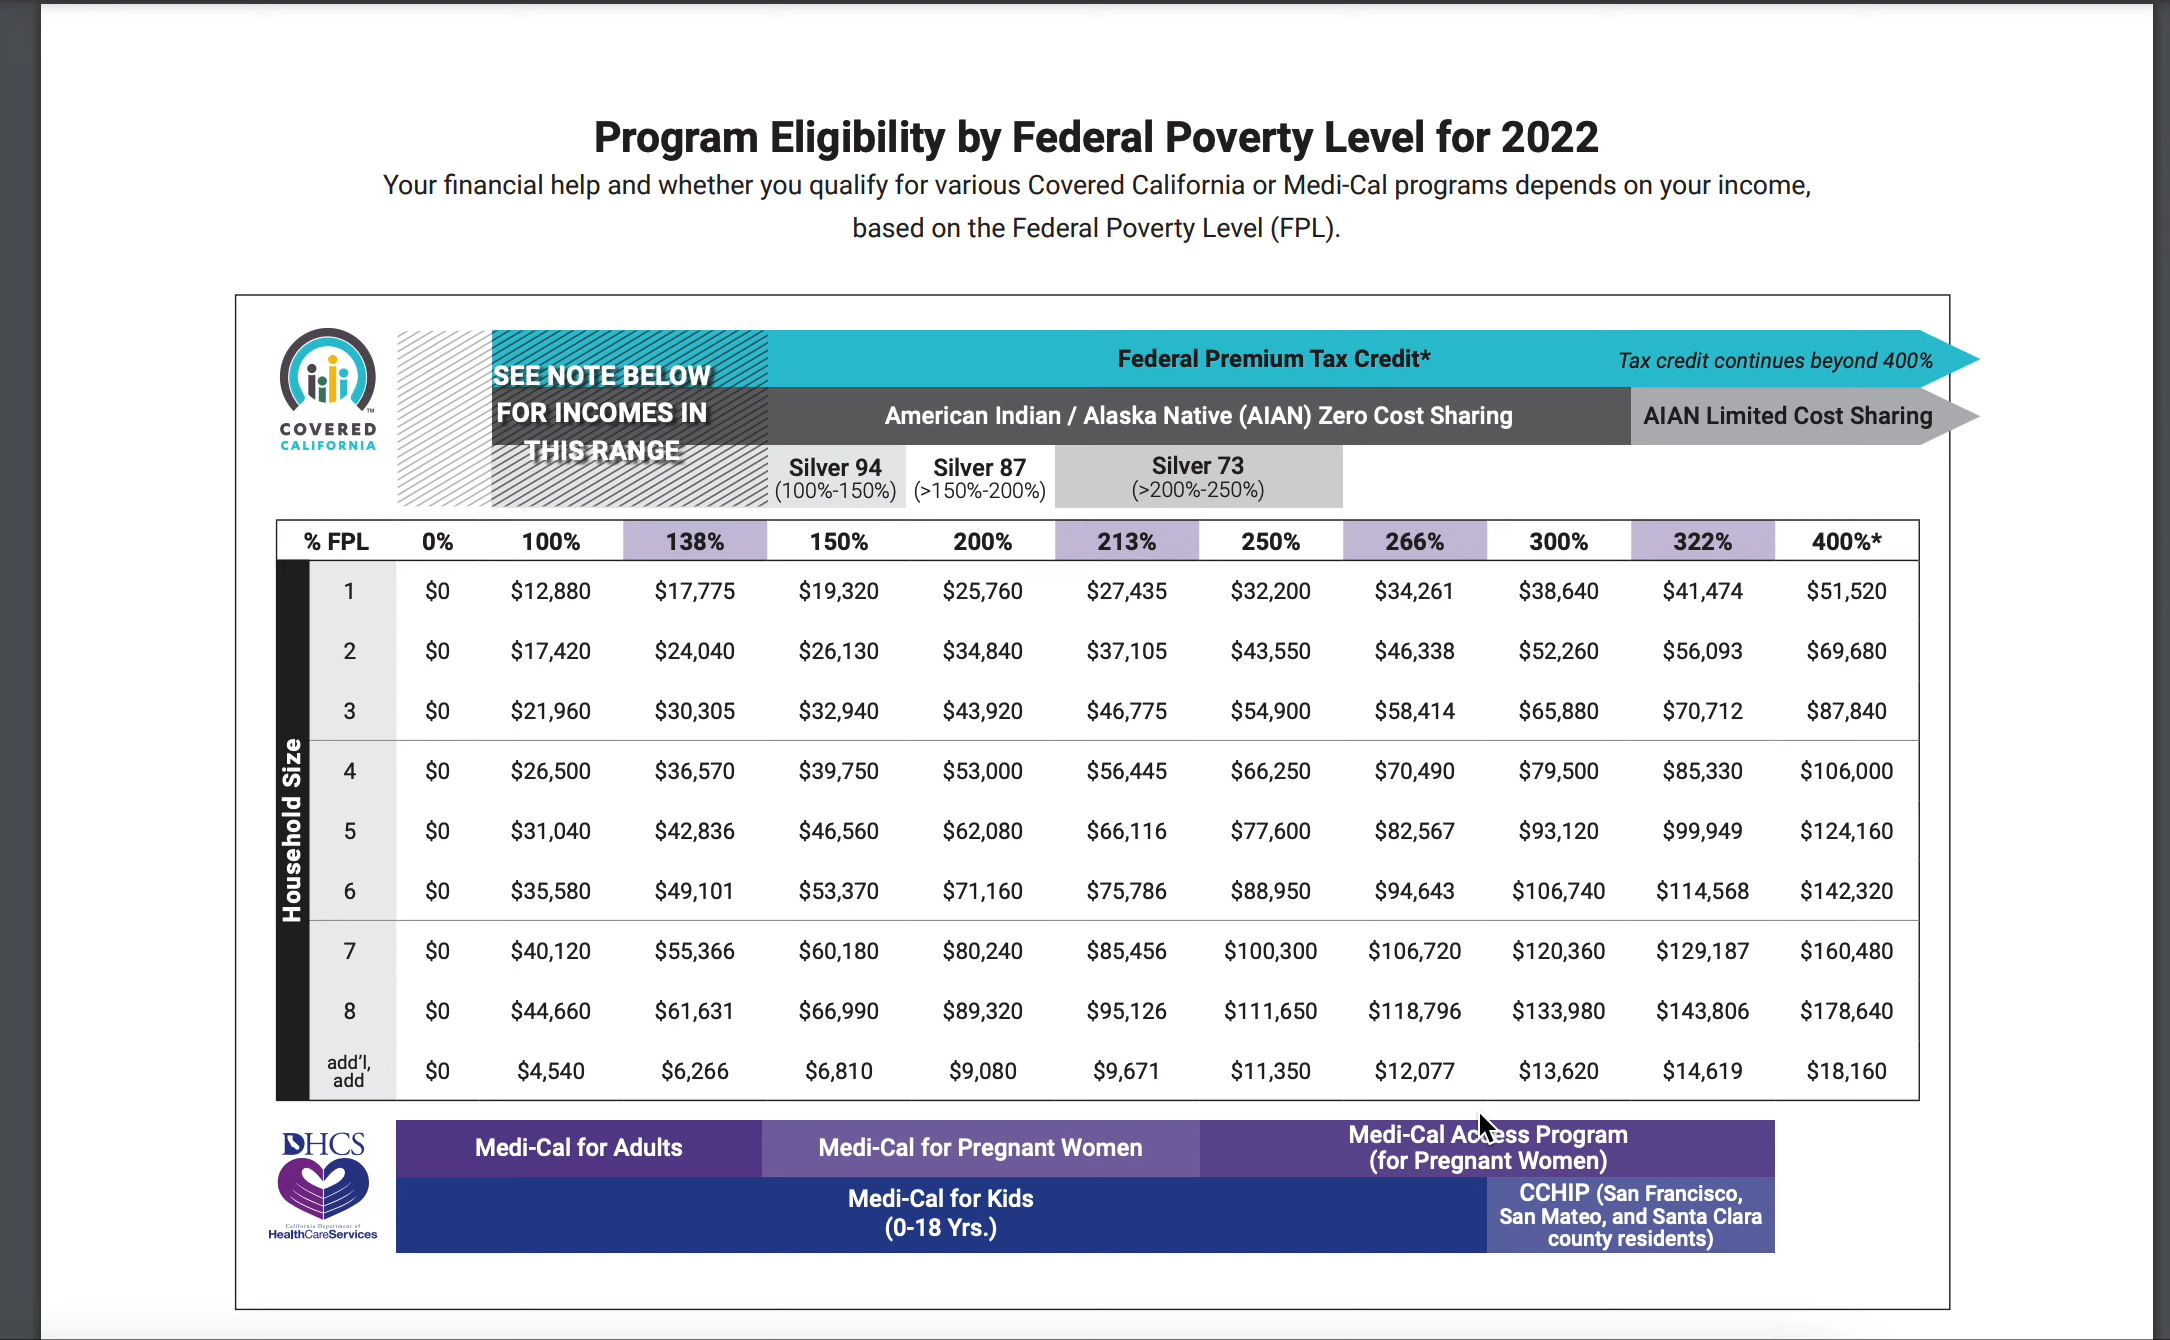 Program Eligibility by Federal Poverty Level for 2022
Your financial help and whether you qualify for various Covered California or Medi-Cal programs depends on your income,
based on the Federal Poverty Level (FPL).
COVERED
CALIFORNIA
TM
SEE NOTE BELOW
FOR INCOMES IN
THIS RANGE
Federal Premium Tax Credit*
Tax credit continues beyond 400%
American Indian / Alaska Native (AIAN) Zero Cost Sharing
AIAN Limited Cost Sharing
Silver 94
(100%-150%)
Silver 87
(>150%-200%)
Silver 73
(>200%-250%)
% FPL 0% 100% 138% 150% 200% 213% 250% 266% 300% 322% 400%*
Household Size
1 $0 $12,880 $17,775 $19,320 $25,760 $27,435 $32,200 $34,261 $38,640 $41,474 $51,520
2 $0 $17,420 $24,040 $26,130 $34,840 $37,105 $43,550 $46,338 $52,260 $56,093 $69,680
3 $0 $21,960 $30,305 $32,940 $43,920 $46,775 $54,900 $58,414 $65,880 $70,712 $87,840
4 $0 $26,500 $36,570 $39,750 $53,000 $56,445 $66,250 $70,490 $79,500 $85,330 $106,000
5 $0 $31,040 $42,836 $46,560 $62,080 $66,116 $77,600 $82,567 $93,120 $99,949 $124,160
6 $0 $35,580 $49,101 $53,370 $71,160 $75,786 $88,950 $94,643 $106,740 $114,568 $142,320
7 $0 $40,120 $55,366 $60,180 $80,240 $85,456 $100,300 $106,720 $120,360 $129,187 $160,480
8 $0 $44,660 $61,631 $66,990 $89,320 $95,126 $111,650 $118,796 $133,980 $143,806 $178,640
add'l,
add
$0 $4,540 $6,266 $6,810 $9,080 $9,671 $11,350 $12,077 $13,620 $14,619 $18,160
DHCS
California Department of
HealthCareServices
Medi-Cal for Adults
Medi-Cal for Pregnant Women
Medi-Cal Access Program
(for Pregnant Women)
Medi-Cal for Kids
(0-18 Yrs.)
CCHIP (San Francisco,
San Mateo, and Santa Clara
county residents)